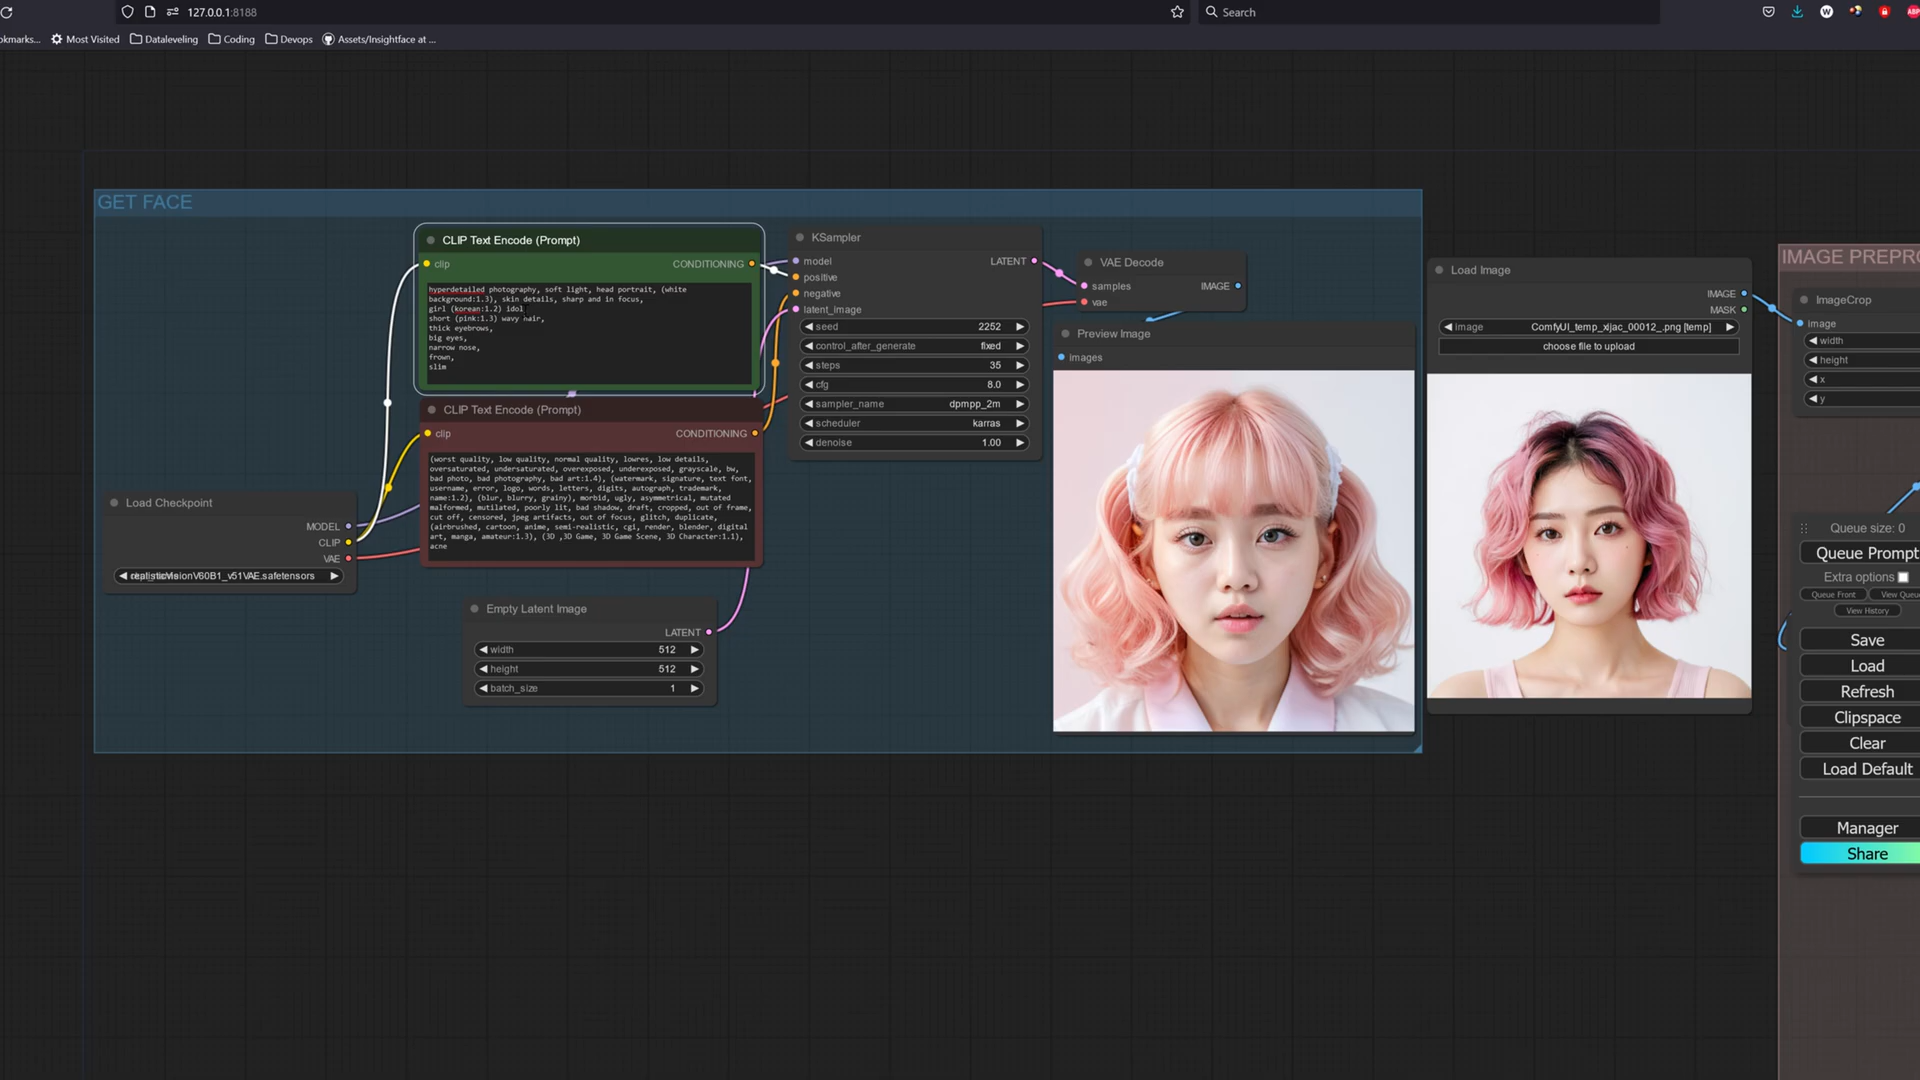 127.0.0.1:8188
Search
okmarks...
Most Visited
Dataleveling
Coding
Devops
Assets/Insightface at ...
GET FACE
CLIP Text Encode (Prompt)
clip
CONDITIONING
hyperdetailed photography, soft light, head portrait, (white
background:1.3), skin details, sharp and in focus,
girl (korean:1.2) idol
short (pink:1.3) wavy hair,
thick eyebrows,
big eyes,
narrow nose,
frown,
slim
CLIP Text Encode (Prompt)
clip
CONDITIONING
(worst quality, low quality, normal quality, lowres, low details,
oversaturated, undersaturated, overexposed, underexposed, grayscale, bw,
bad photo, bad photography, bad art:1.4), (watermark, signature, text font,
username, error, logo, words, letters, digits, autograph, trademark,
name:1.2), (blur, blurry, grainy), morbid, ugly, asymmetrical, mutated
malformed, mutilated, poorly lit, bad shadow, draft, cropped, out of frame,
cut off, censored, jpeg artifacts, out of focus, glitch, duplicate,
(airbrushed, cartoon, anime, semi-realistic, cgi, render, blender, digital
art, manga, amateur:1.3), (3D ,3D Game, 3D Game Scene, 3D Character:1.1),
acne
Load Checkpoint
MODEL
CLIP
VAE
Empty Latent Image
LATENT
width 512
height 512
batch_size 1
KSampler
model
LATENT
positive
negative
latent_image
seed 2252
control_after_generate fixed
steps 35
cfg 8.0
sampler_name dpmpp_2m
scheduler karras
denoise 1.00
VAE Decode
samples
IMAGE
vae
Preview Image
images
Load Image
IMAGE
MASK
image ComfyUI_temp_xijac_00012_.png [temp]
choose file to upload
IMAGE PREPRO
ImageCrop
image
width
height
x
y
Queue size: 0
Queue Prompt
Extra options
Queue Front
View Queue
View History
Save
Load
Refresh
Clipspace
Clear
Load Default
Manager
Share